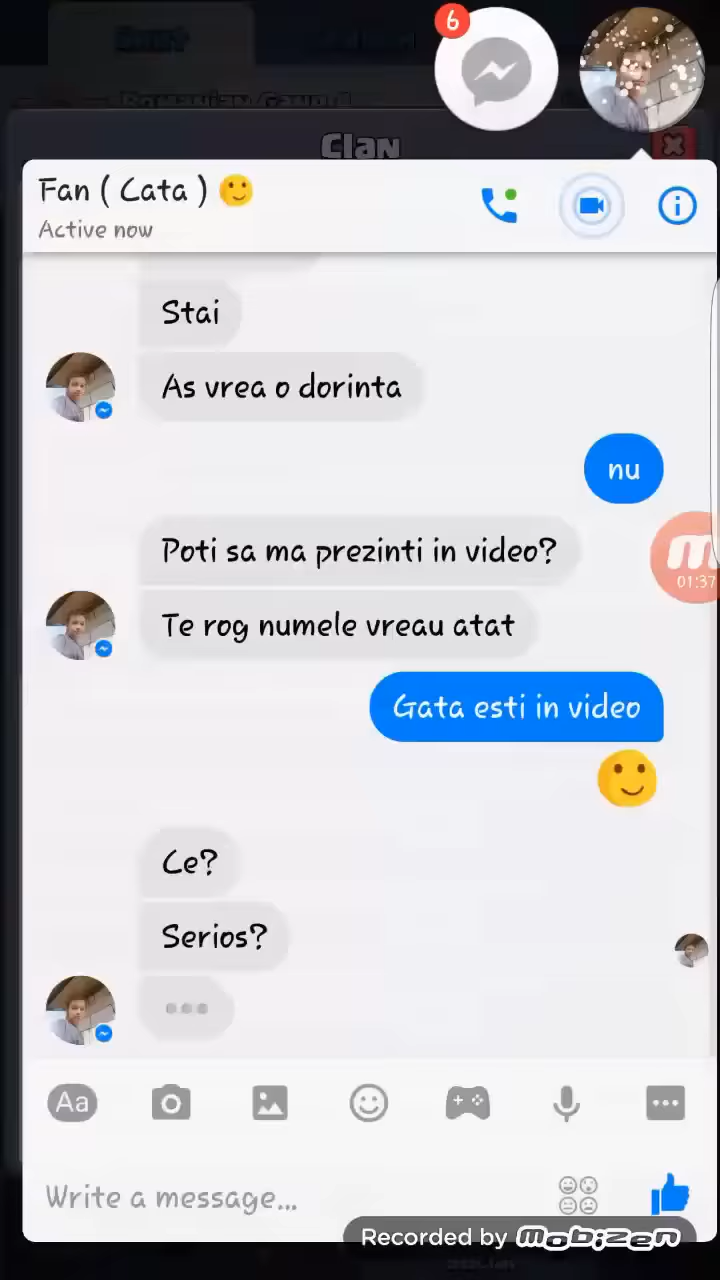 6
Clan
Fan ( Cata ) 🙂
Active now
Stai
As vrea o dorinta
nu
Poti sa ma prezinti in video?
01:37
Te rog numele vreau atat
Gata esti in video
Ce?
Serios?
Aa
Write a message...
Recorded by Mobizen